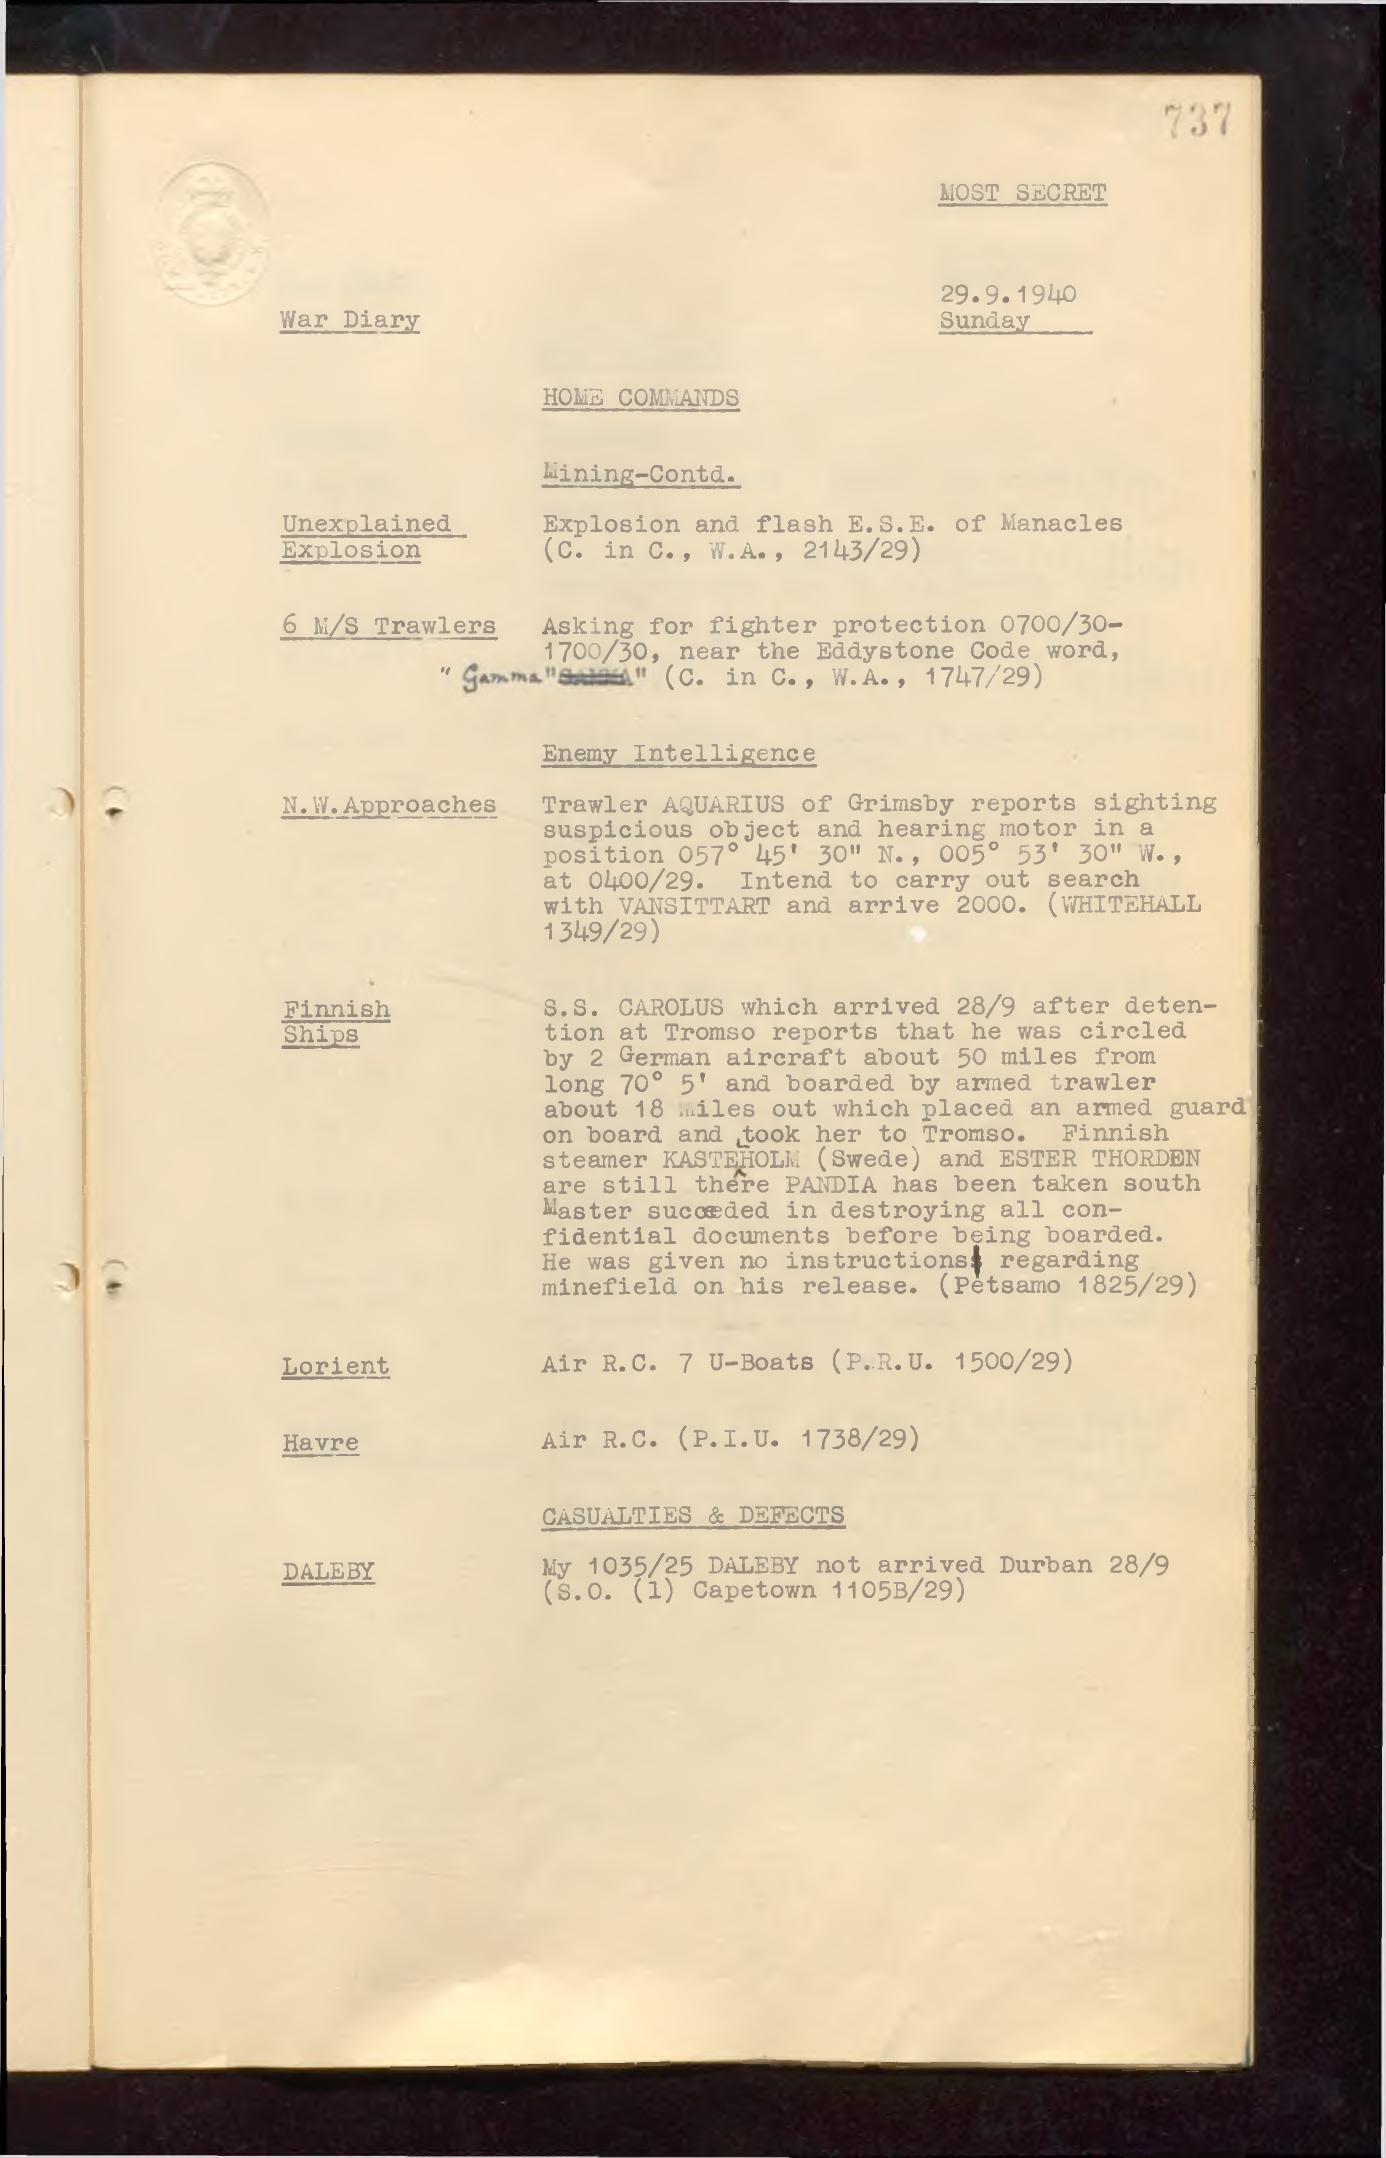 737
MOST SECRET
29.9.1940
War Diary
Sunday
HOME COMMANDS
Mining-Contd.
Unexplained Explosion and flash E.S.E. of Manacles
Explosion (C. in C., W.A., 2143/29)
6 M/S Trawlers Asking for fighter protection 0700/30-
1700/30, near the Eddystone Code word,
" Gamma" " (C. in C., W.A., 1747/29)
Enemy Intelligence
N.W.Approaches Trawler AQUARIUS of Grimsby reports sighting
suspicious object and hearing motor in a
position 057° 45' 30" N., 005° 53' 30" W.,
at 0400/29. Intend to carry out search
with VANSITTART and arrive 2000. (WHITEHALL
1349/29)
Finnish S.S. CAROLUS which arrived 28/9 after deten-
Ships tion at Tromso reports that he was circled
by 2 German aircraft about 50 miles from
long 70° 5' and boarded by armed trawler
about 18 miles out which placed an armed guard
on board and took her to Tromso. Finnish
steamer KASTEHOLM (Swede) and ESTER THORDEN
are still there PANDIA has been taken south
Master succeded in destroying all con-
fidential documents before being boarded.
He was given no instructions regarding
minefield on his release. (Petsamo 1825/29)
Lorient Air R.C. 7 U-Boats (P.R.U. 1500/29)
Havre Air R.C. (P.I.U. 1738/29)
CASUALTIES & DEFECTS
DALEBY My 1035/25 DALEBY not arrived Durban 28/9
(S.O. (1) Capetown 1105B/29)